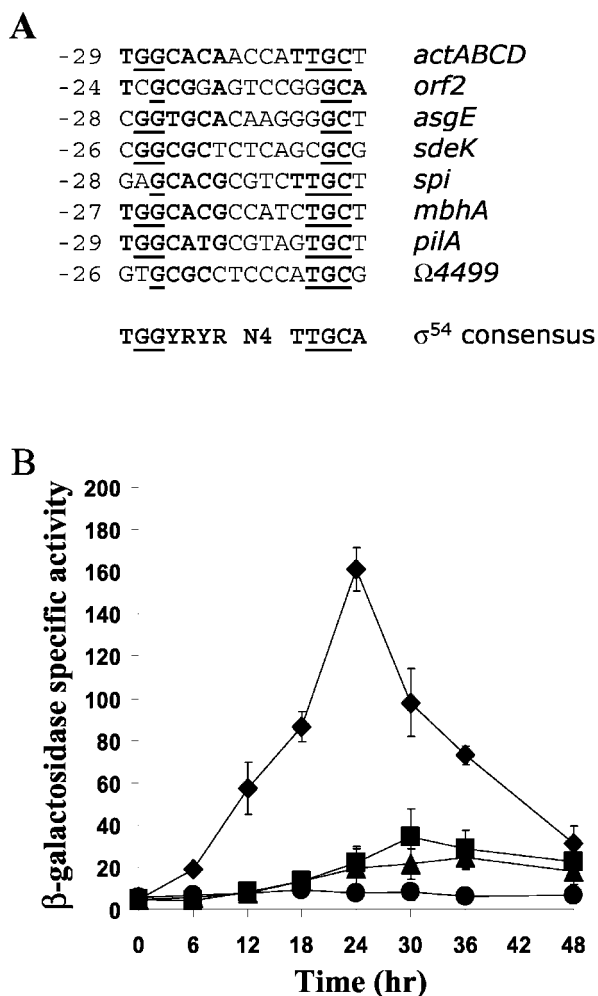 A
-29 TGGCACAACCATTGCT actABCD
-24 TCGCGGAGTCCGGGCA orf2
-28 CGGTGCACAAGGGGCT asgE
-26 CGGCGCTCTCAGCGCG sdeK
-28 GAGCACGCGTCTTGCT spi
-27 TGGCACGCCATCTGCT mbhA
-29 TGGCATGCGTAGTGCT pilA
-26 GTGCGCCTCCCATGCG Ω4499
TGGYRYR N4 TTGCA σ54 consensus
B
β-galactosidase specific activity
200
180
160
140
120
100
80
60
40
20
0
0 6 12 18 24 30 36 42 48
Time (hr)